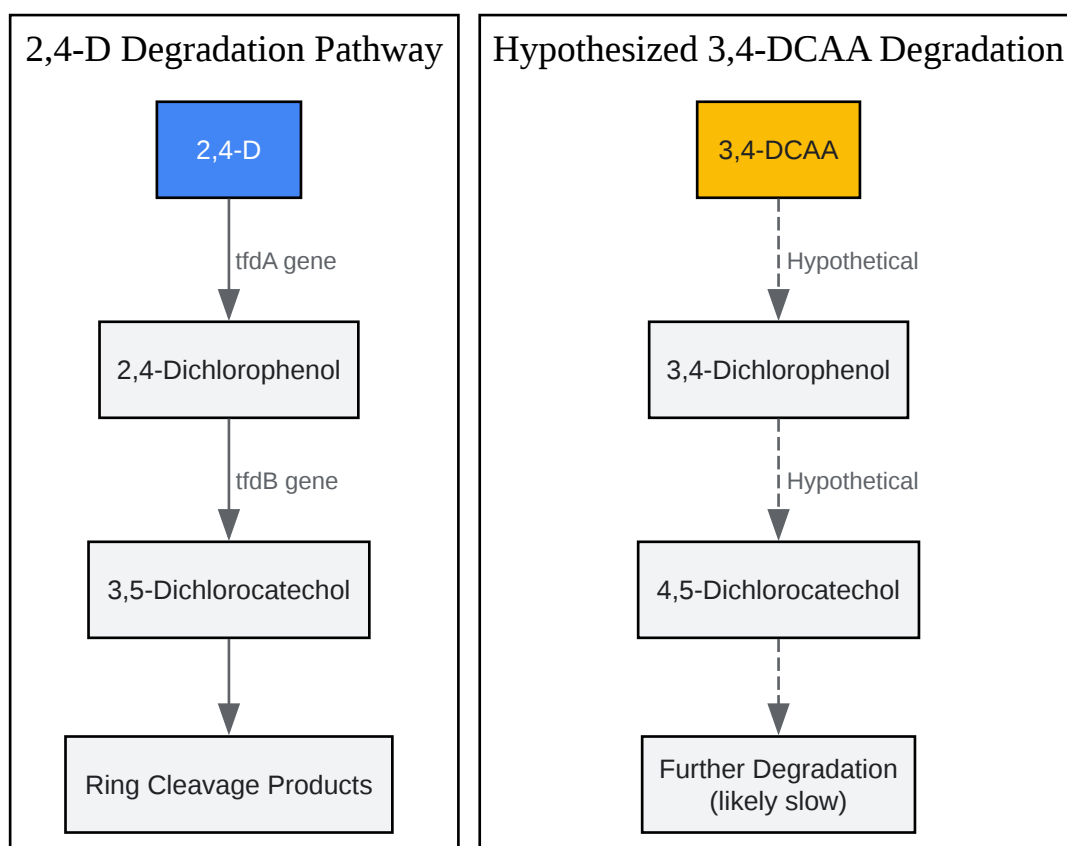 2,4-D Degradation Pathway
2,4-D
tfdA gene
2,4-Dichlorophenol
tfdB gene
3,5-Dichlorocatechol
Ring Cleavage Products
Hypothesized 3,4-DCAA Degradation
3,4-DCAA
Hypothetical
3,4-Dichlorophenol
Hypothetical
4,5-Dichlorocatechol
Further Degradation
(likely slow)